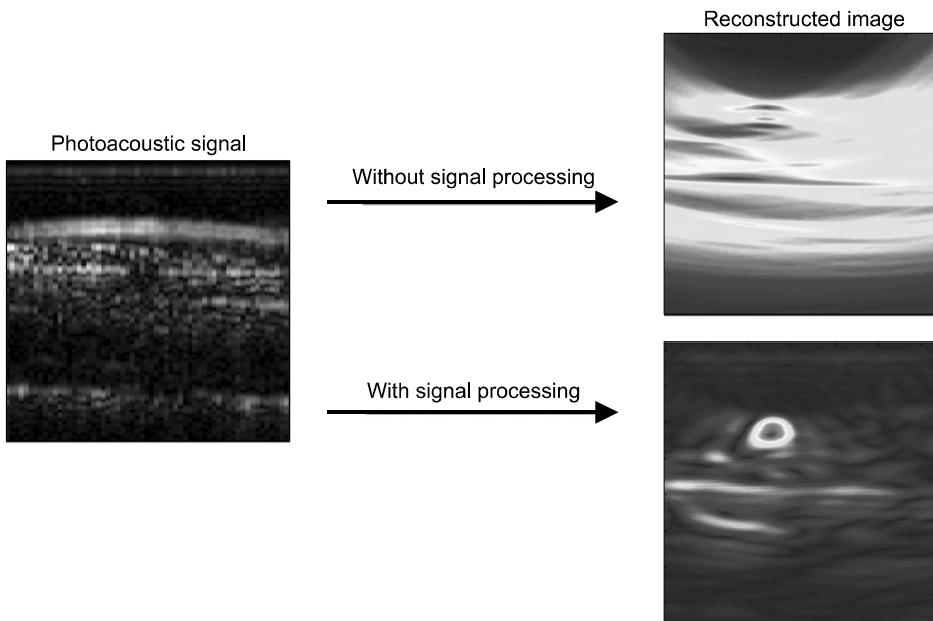 Reconstructed image
Photoacoustic signal
Without signal processing
With signal processing